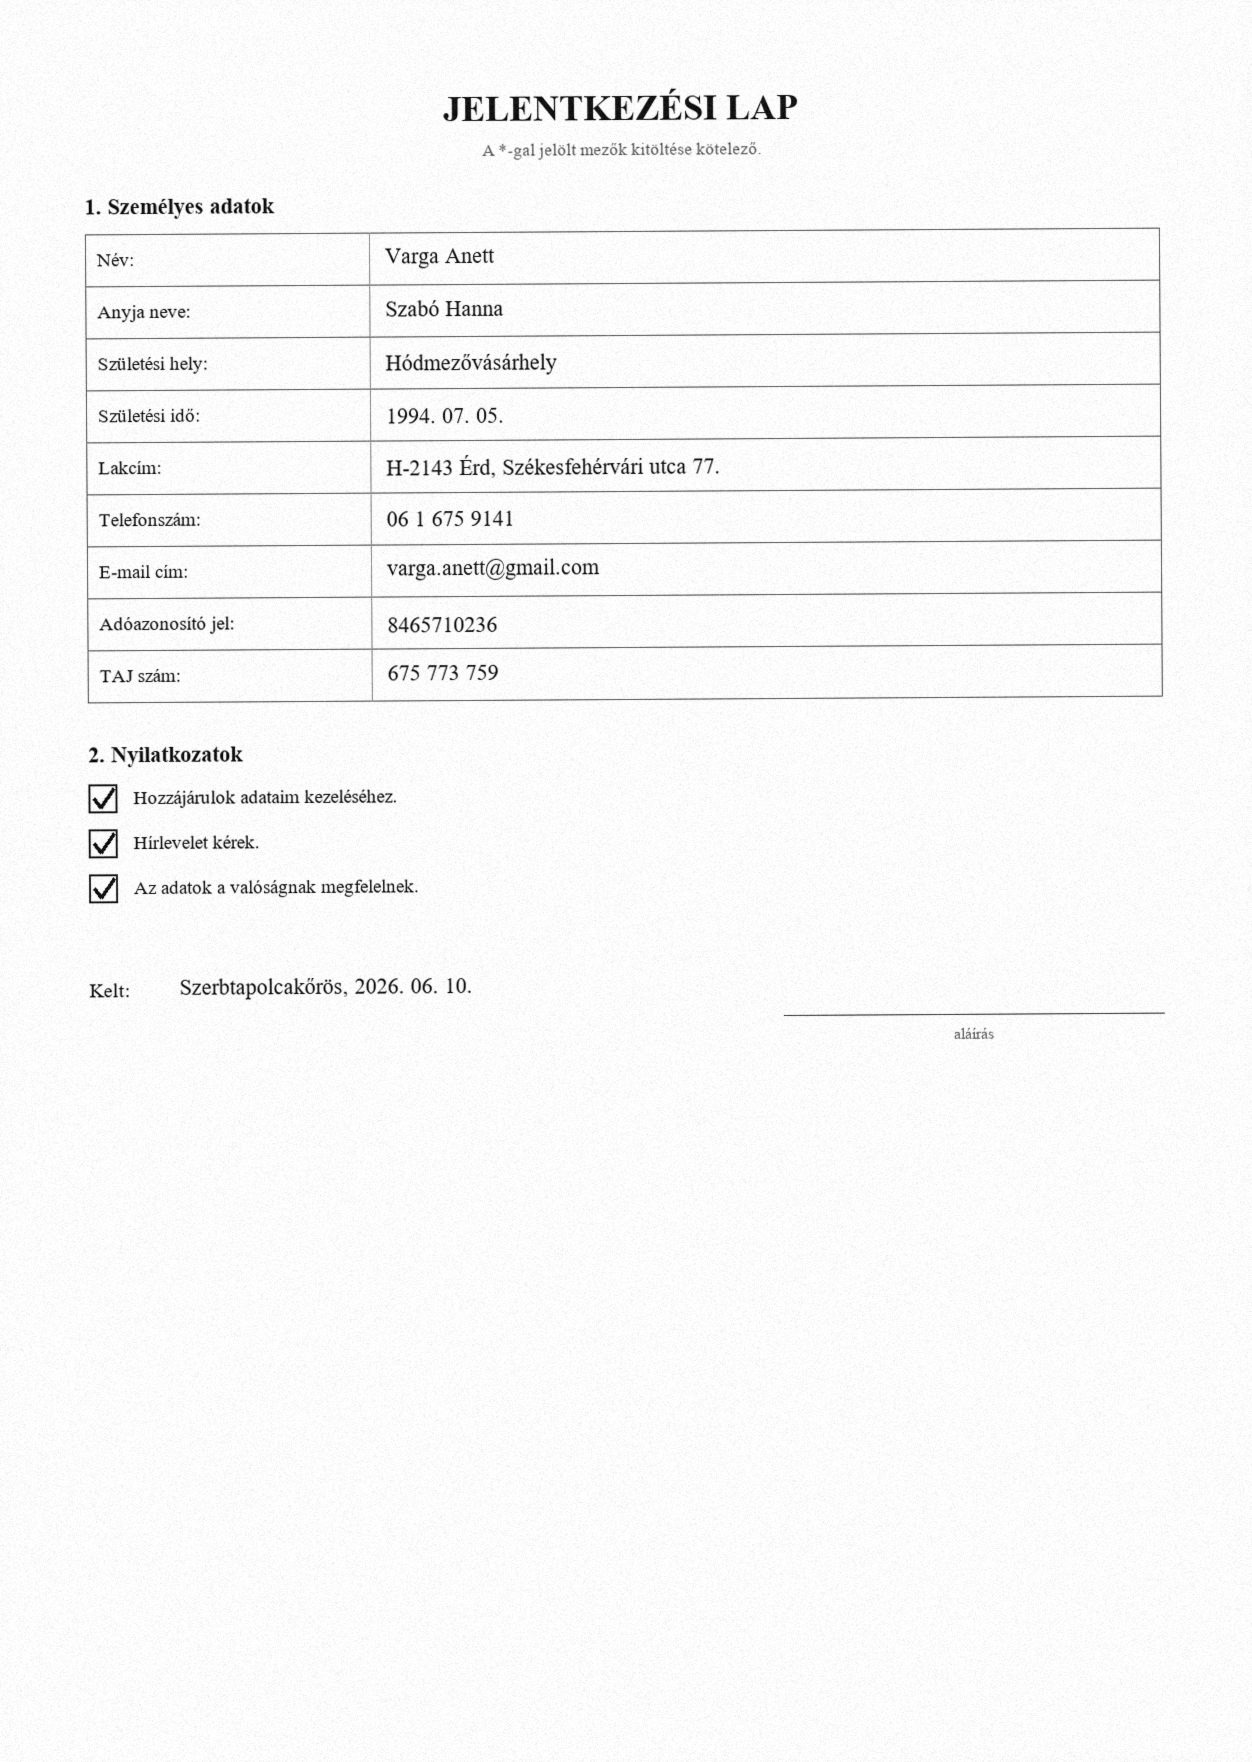 JELENTKEZÉSI LAP
A *-gal jelölt mezők kitöltése kötelező.
1. Személyes adatok
Név: Varga Anett
Anyja neve: Szabó Hanna
Születési hely: Hódmezővásárhely
Születési idő: 1994. 07. 05.
Lakcím: H-2143 Érd, Székesfehérvári utca 77.
Telefonszám: 06 1 675 9141
E-mail cím: varga.anett@gmail.com
Adóazonosító jel: 8465710236
TAJ szám: 675 773 759
2. Nyilatkozatok
Hozzájárulok adataim kezeléséhez.
Hírlevelet kérek.
Az adatok a valóságnak megfelelnek.
Kelt: Szerbtapolcakőrös, 2026. 06. 10.
aláírás